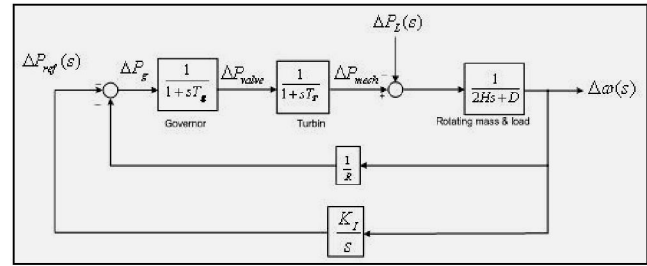 ΔP_L(s)
ΔP_ref(s)
ΔP_g
1 / (1 + sT_g)
ΔP_valve
1 / (1 + sT_T)
ΔP_mech
1 / (2Hs + D)
Δω(s)
Governor
Turbin
Rotating mass & load
1 / R
K_I / s